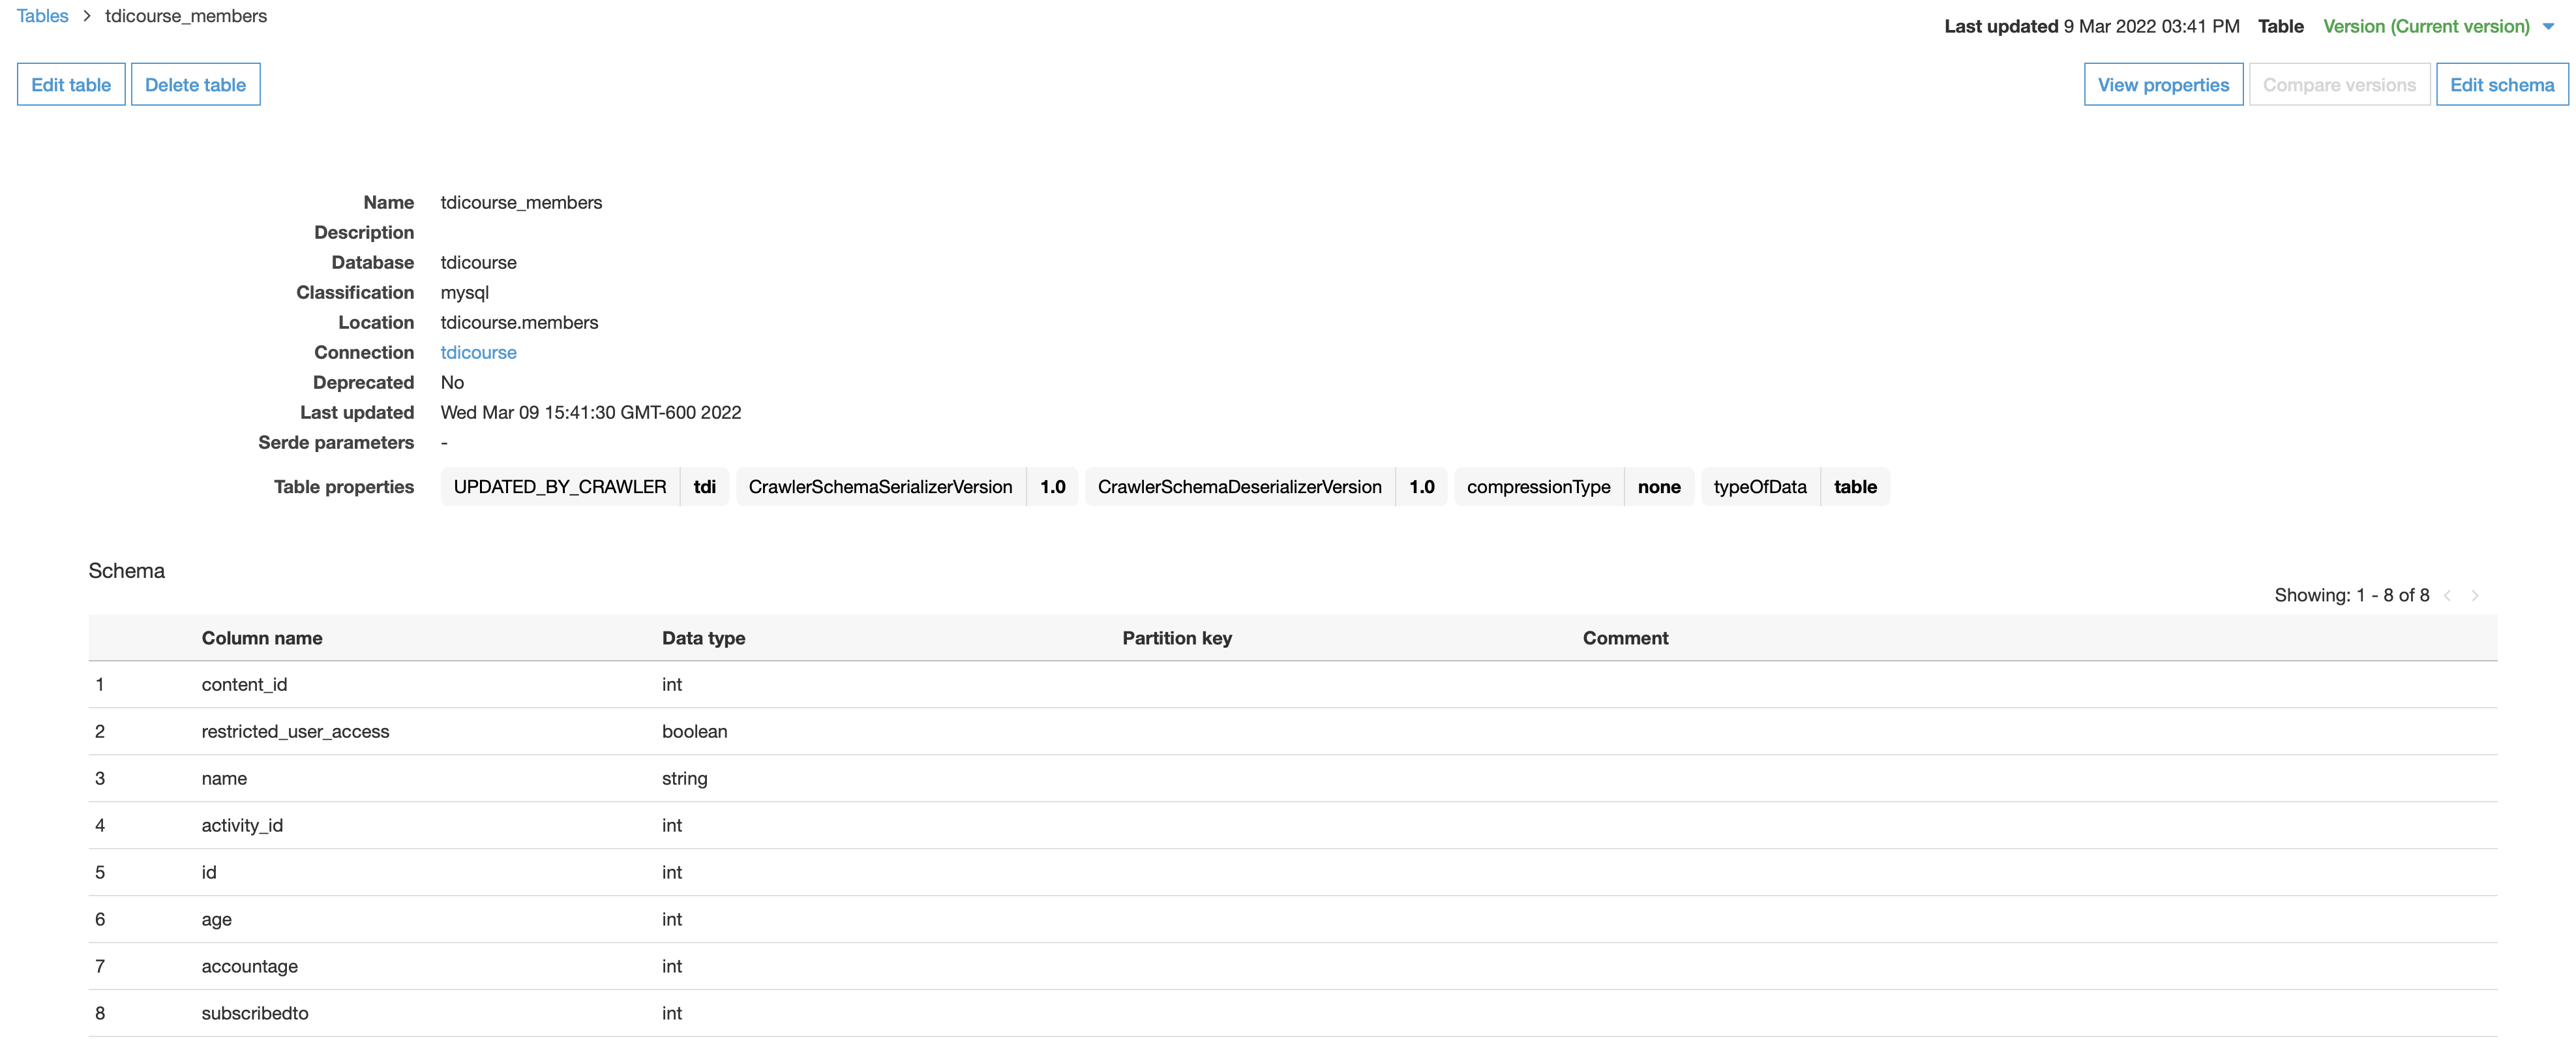 Tables > tdicourse_members
Last updated 9 Mar 2022 03:41 PM Table Version (Current version)
Edit table Delete table View properties Compare versions Edit schema
Name tdicourse_members
Description
Database tdicourse
Classification mysql
Location tdicourse.members
Connection tdicourse
Deprecated No
Last updated Wed Mar 09 15:41:30 GMT-600 2022
Serde parameters -
Table properties UPDATED_BY_CRAWLER tdi CrawlerSchemaSerializerVersion 1.0 CrawlerSchemaDeserializerVersion 1.0 compressionType none typeOfData table
Schema
Showing: 1 - 8 of 8 < >
Column name Data type Partition key Comment
1 content_id int
2 restricted_user_access boolean
3 name string
4 activity_id int
5 id int
6 age int
7 accountage int
8 subscribedto int